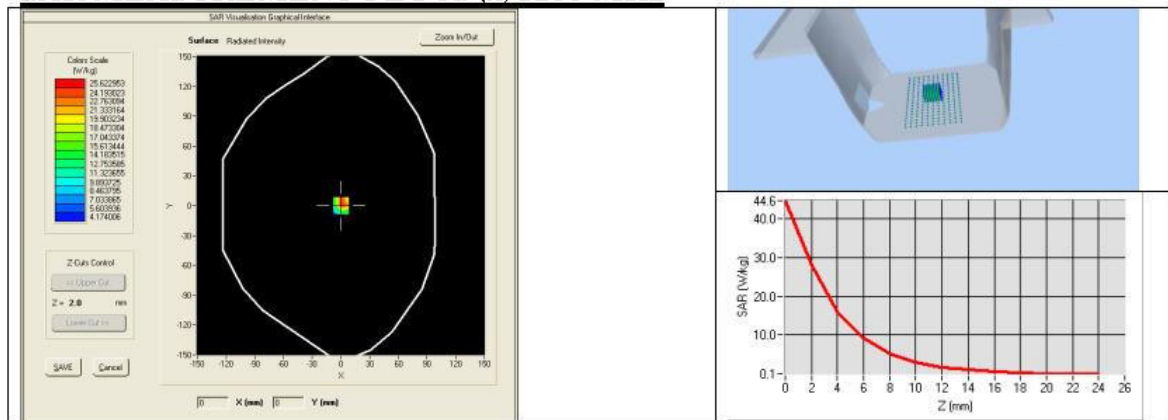 SAR Visualisation Graphical Interface
Surface Radiated Intensity
Zoom In/Out
Colors Scale
(W/kg)
25.622953
24.193023
22.763094
21.333164
19.903234
18.473304
17.043374
15.613444
14.183515
12.753585
11.323655
9.893725
8.463795
7.033865
5.603936
4.174006
150
120
90
60
30
0
-30
-60
-90
-120
-150
Y
-150 -120 -90 -60 -30 0 30 60 90 120 150
X
Z-Cuts Control
<< Upper Cut
Z = 2.0 mm
Lower Cut >>
SAVE Cancel
0 X (mm) 0 Y (mm)
44.6
40.0
30.0
20.0
10.0
0.1
SAR (W/kg)
0 2 4 6 8 10 12 14 16 18 20 22 24 26
Z (mm)